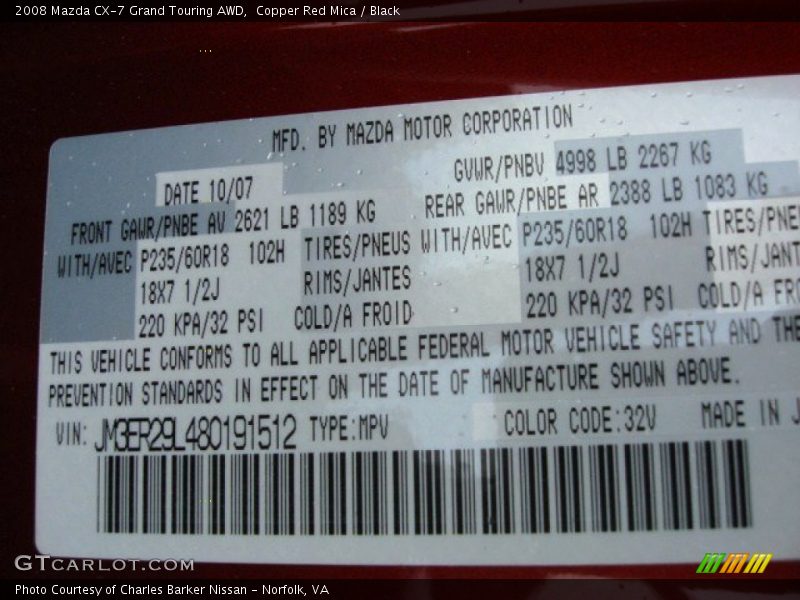 2008 Mazda CX-7 Grand Touring AWD,  Copper Red Mica / Black
MFD. BY MAZDA MOTOR CORPORATION
DATE 10/07 GVWR/PNBV 4998 LB 2267 KG
FRONT GAWR/PNBE AV 2621 LB 1189 KG REAR GAWR/PNBE AR 2388 LB 1083 KG
WITH/AVEC P235/60R18 102H TIRES/PNEUS WITH/AVEC P235/60R18 102H TIRES/PNE
18X7 1/2J RIMS/JANTES 18X7 1/2J RIMS/JANT
220 KPA/32 PSI COLD/A FROID 220 KPA/32 PSI COLD/A FR
THIS VEHICLE CONFORMS TO ALL APPLICABLE FEDERAL MOTOR VEHICLE SAFETY AND THE
PREVENTION STANDARDS IN EFFECT ON THE DATE OF MANUFACTURE SHOWN ABOVE.
VIN: JM3ER29L480191512 TYPE:MPV COLOR CODE:32V MADE IN J
GTCARLOT.COM
Photo Courtesy of Charles Barker Nissan - Norfolk, VA